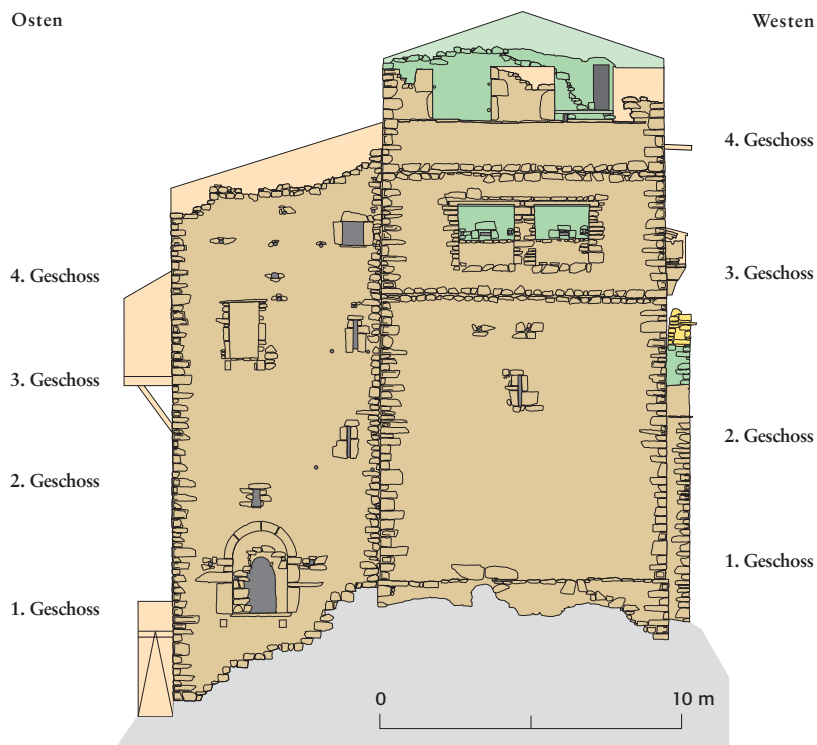 Osten
Westen
4. Geschoss
3. Geschoss
2. Geschoss
1. Geschoss
4. Geschoss
3. Geschoss
2. Geschoss
1. Geschoss
0
10 m